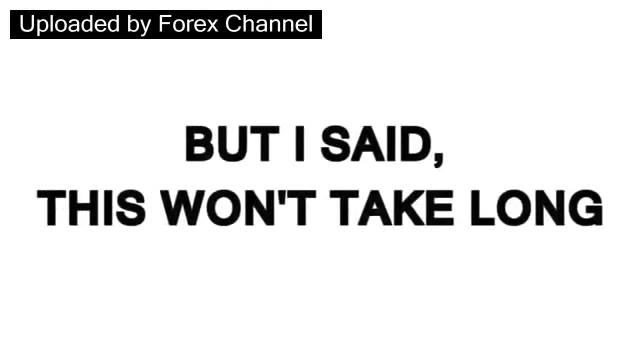 Uploaded by Forex Channel
BUT I SAID,
THIS WON'T TAKE LONG